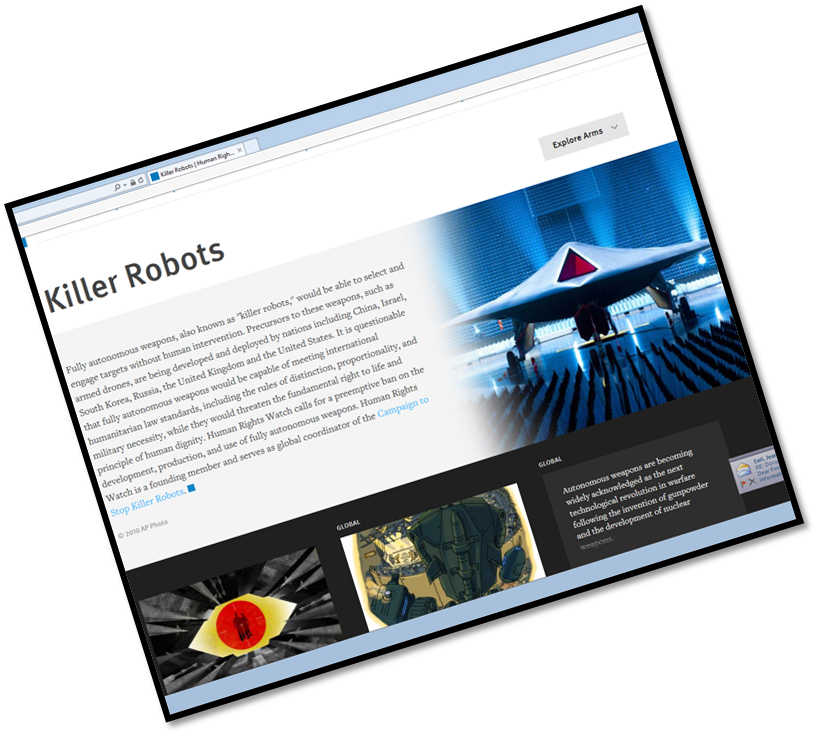 Killer Robots | Human Righ...
Explore Arms
Killer Robots
Fully autonomous weapons, also known as "killer robots," would be able to select and
engage targets without human intervention. Precursors to these weapons, such as
armed drones, are being developed and deployed by nations including China, Israel,
South Korea, Russia, the United Kingdom and the United States. It is questionable
that fully autonomous weapons would be capable of meeting international
humanitarian law standards, including the rules of distinction, proportionality, and
military necessity, while they would threaten the fundamental right to life and
principle of human dignity. Human Rights Watch calls for a preemptive ban on the
development, production, and use of fully autonomous weapons. Human Rights
Watch is a founding member and serves as global coordinator of the Campaign to
Stop Killer Robots.
© 2010 AP Photo
GLOBAL
GLOBAL
Autonomous weapons are becoming
widely acknowledged as the next
technological revolution in warfare
following the invention of gunpowder
and the development of nuclear
weapons.
Earl,
RE:
Dear